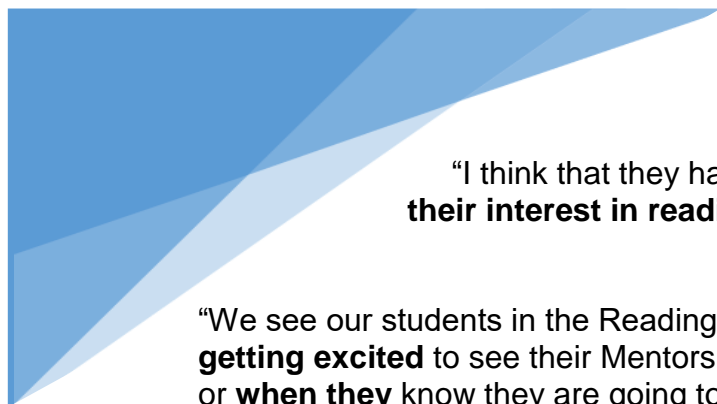 “I think that they ha
their interest in readi
“We see our students in the Reading
getting excited to see their Mentors
or when they know they are going to